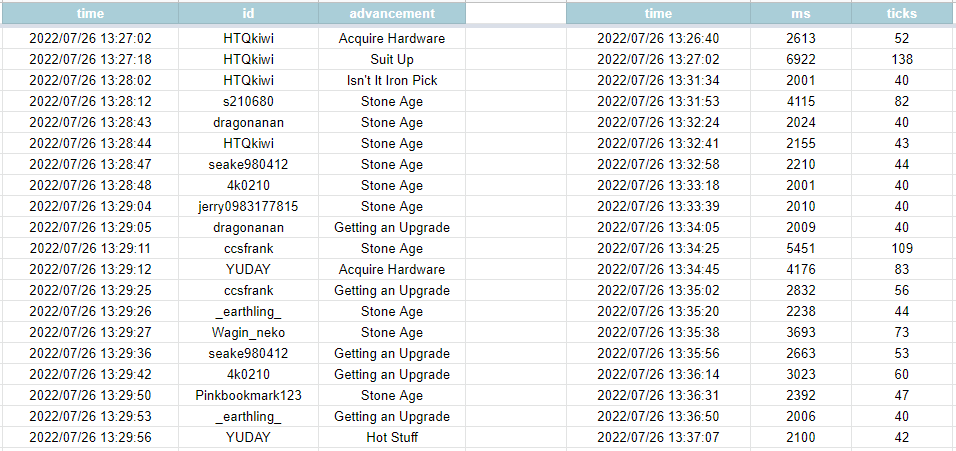 time id advancement time ms ticks
2022/07/26 13:27:02 HTQkiwi Acquire Hardware 2022/07/26 13:26:40 2613 52
2022/07/26 13:27:18 HTQkiwi Suit Up 2022/07/26 13:27:02 6922 138
2022/07/26 13:28:02 HTQkiwi Isn't It Iron Pick 2022/07/26 13:31:34 2001 40
2022/07/26 13:28:12 s210680 Stone Age 2022/07/26 13:31:53 4115 82
2022/07/26 13:28:43 dragonanan Stone Age 2022/07/26 13:32:24 2024 40
2022/07/26 13:28:44 HTQkiwi Stone Age 2022/07/26 13:32:41 2155 43
2022/07/26 13:28:47 seake980412 Stone Age 2022/07/26 13:32:58 2210 44
2022/07/26 13:28:48 4k0210 Stone Age 2022/07/26 13:33:18 2001 40
2022/07/26 13:29:04 jerry0983177815 Stone Age 2022/07/26 13:33:39 2010 40
2022/07/26 13:29:05 dragonanan Getting an Upgrade 2022/07/26 13:34:05 2009 40
2022/07/26 13:29:11 ccsfrank Stone Age 2022/07/26 13:34:25 5451 109
2022/07/26 13:29:12 YUDAY Acquire Hardware 2022/07/26 13:34:45 4176 83
2022/07/26 13:29:25 ccsfrank Getting an Upgrade 2022/07/26 13:35:02 2832 56
2022/07/26 13:29:26 _earthling_ Stone Age 2022/07/26 13:35:20 2238 44
2022/07/26 13:29:27 Wagin_neko Stone Age 2022/07/26 13:35:38 3693 73
2022/07/26 13:29:36 seake980412 Getting an Upgrade 2022/07/26 13:35:56 2663 53
2022/07/26 13:29:42 4k0210 Getting an Upgrade 2022/07/26 13:36:14 3023 60
2022/07/26 13:29:50 Pinkbookmark123 Stone Age 2022/07/26 13:36:31 2392 47
2022/07/26 13:29:53 _earthling_ Getting an Upgrade 2022/07/26 13:36:50 2006 40
2022/07/26 13:29:56 YUDAY Hot Stuff 2022/07/26 13:37:07 2100 42